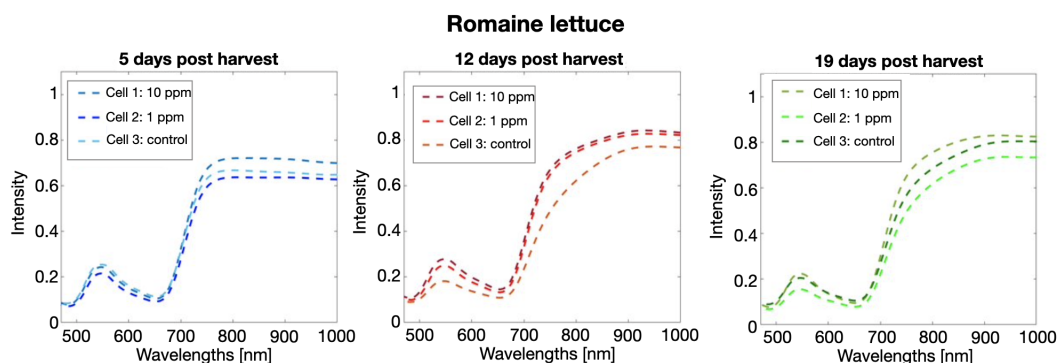 Romaine lettuce
5 days post harvest
Cell 1: 10 ppm
Cell 2: 1 ppm
Cell 3: control
Intensity
1
0.8
0.6
0.4
0.2
0
500 600 700 800 900 1000
Wavelengths [nm]
12 days post harvest
Cell 1: 10 ppm
Cell 2: 1 ppm
Cell 3: control
Intensity
1
0.8
0.6
0.4
0.2
0
500 600 700 800 900 1000
Wavelengths [nm]
19 days post harvest
Cell 1: 10 ppm
Cell 2: 1 ppm
Cell 3: control
Intensity
1
0.8
0.6
0.4
0.2
0
500 600 700 800 900 1000
Wavelengths [nm]